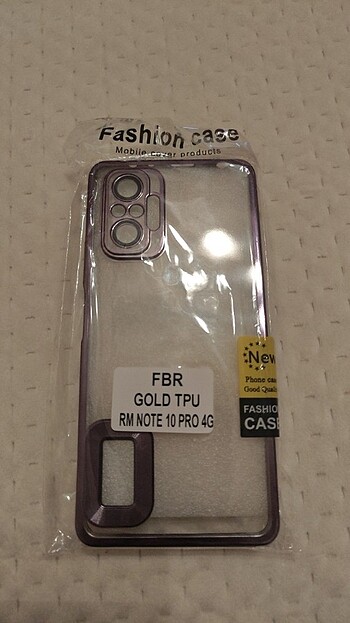 Fashion case
Mobile cover products
New
Phone case
Good Quality
FASHION
CASE
FBR
GOLD TPU
RM NOTE 10 PRO 4G